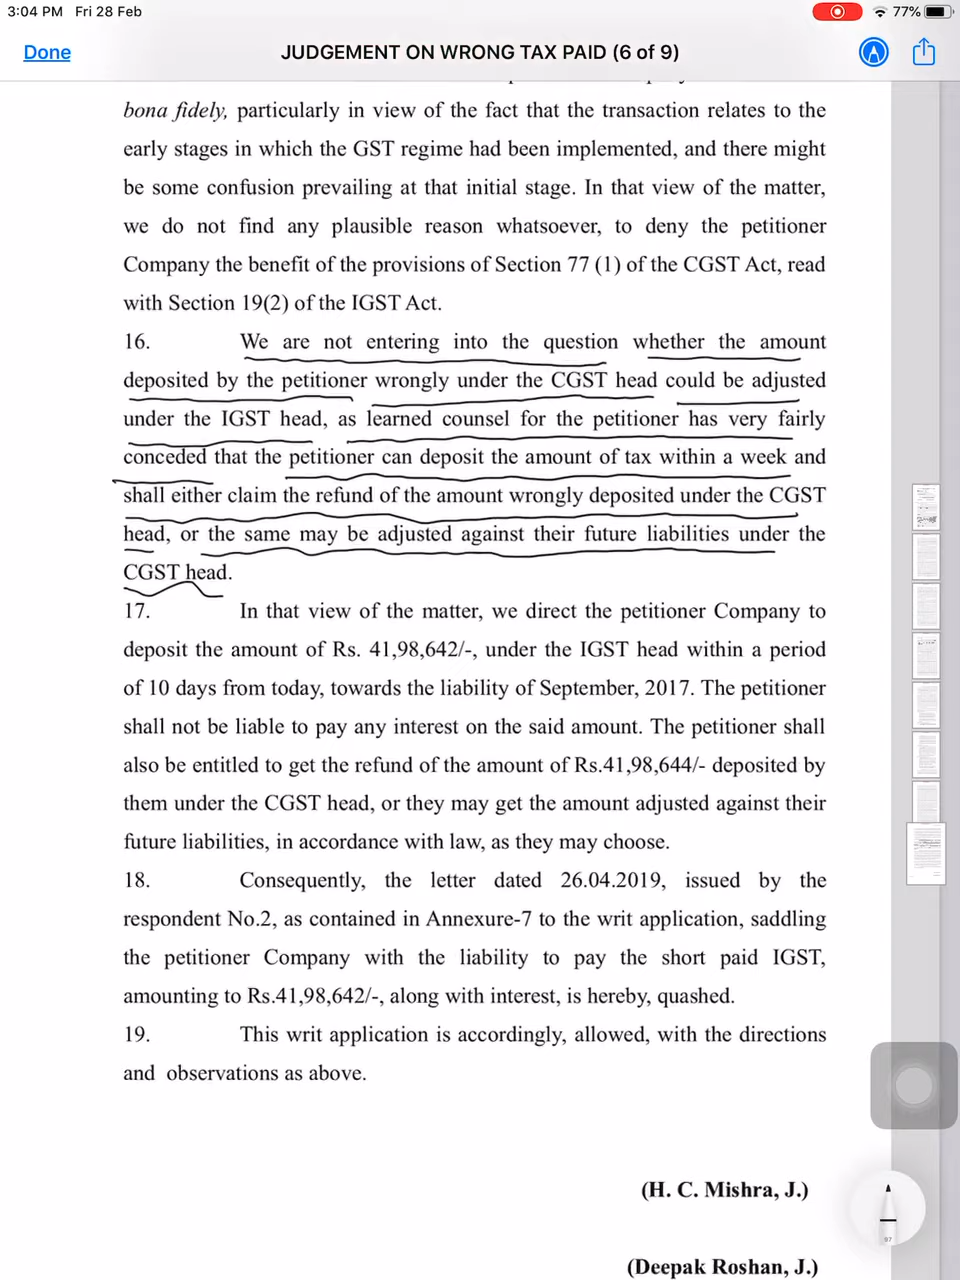 3:04 PM Fri 28 Feb
77%
Done
JUDGEMENT ON WRONG TAX PAID (6 of 9)
bona fidely, particularly in view of the fact that the transaction relates to the
early stages in which the GST regime had been implemented, and there might
be some confusion prevailing at that initial stage. In that view of the matter,
we do not find any plausible reason whatsoever, to deny the petitioner
Company the benefit of the provisions of Section 77 (1) of the CGST Act, read
with Section 19(2) of the IGST Act.
16. We are not entering into the question whether the amount
deposited by the petitioner wrongly under the CGST head could be adjusted
under the IGST head, as learned counsel for the petitioner has very fairly
conceded that the petitioner can deposit the amount of tax within a week and
shall either claim the refund of the amount wrongly deposited under the CGST
head, or the same may be adjusted against their future liabilities under the
CGST head.
17. In that view of the matter, we direct the petitioner Company to
deposit the amount of Rs. 41,98,642/-, under the IGST head within a period
of 10 days from today, towards the liability of September, 2017. The petitioner
shall not be liable to pay any interest on the said amount. The petitioner shall
also be entitled to get the refund of the amount of Rs.41,98,644/- deposited by
them under the CGST head, or they may get the amount adjusted against their
future liabilities, in accordance with law, as they may choose.
18. Consequently, the letter dated 26.04.2019, issued by the
respondent No.2, as contained in Annexure-7 to the writ application, saddling
the petitioner Company with the liability to pay the short paid IGST,
amounting to Rs.41,98,642/-, along with interest, is hereby, quashed.
19. This writ application is accordingly, allowed, with the directions
and observations as above.
(H. C. Mishra, J.)
97
(Deepak Roshan, J.)